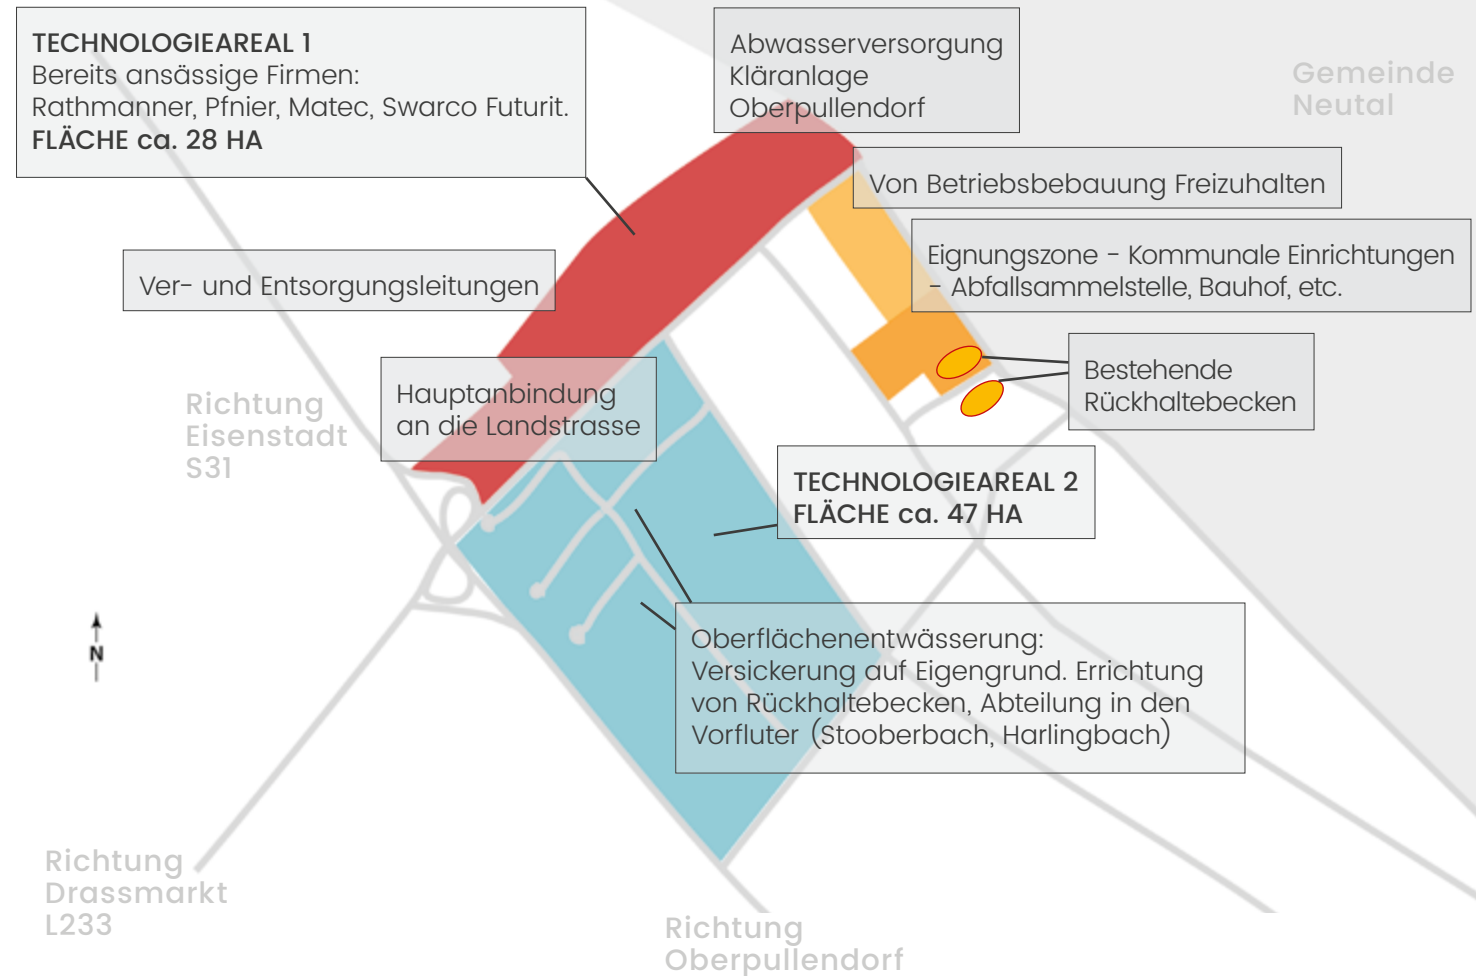 TECHNOLOGIEAREAL 1
Bereits ansässige Firmen:
Rathmanner, Pfnier, Matec, Swarco Futurit.
FLÄCHE ca. 28 HA
Abwasserversorgung
Kläranlage
Oberpullendorf
Gemeinde
Neutal
Von Betriebsbebauung Freizuhalten
Eignungszone - Kommunale Einrichtungen
- Abfallsammelstelle, Bauhof, etc.
Ver- und Entsorgungsleitungen
Bestehende
Rückhaltebecken
Hauptanbindung
an die Landstrasse
Richtung
Eisenstadt
S31
TECHNOLOGIEAREAL 2
FLÄCHE ca. 47 HA
N
Oberflächenentwässerung:
Versickerung auf Eigengrund. Errichtung
von Rückhaltebecken, Abteilung in den
Vorfluter (Stooberbach, Harlingbach)
Richtung
Drassmarkt
L233
Richtung
Oberpullendorf